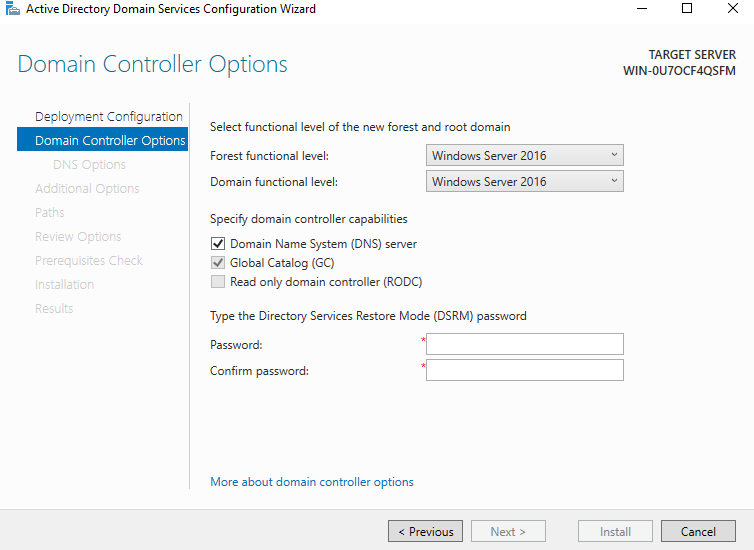 Active Directory Domain Services Configuration Wizard
Domain Controller Options
TARGET SERVER
WIN-0U7OCF4QSFM
Deployment Configuration
Domain Controller Options
DNS Options
Additional Options
Paths
Review Options
Prerequisites Check
Installation
Results
Select functional level of the new forest and root domain
Forest functional level: Windows Server 2016
Domain functional level: Windows Server 2016
Specify domain controller capabilities
Domain Name System (DNS) server
Global Catalog (GC)
Read only domain controller (RODC)
Type the Directory Services Restore Mode (DSRM) password
Password: *
Confirm password: *
More about domain controller options
< Previous Next > Install Cancel